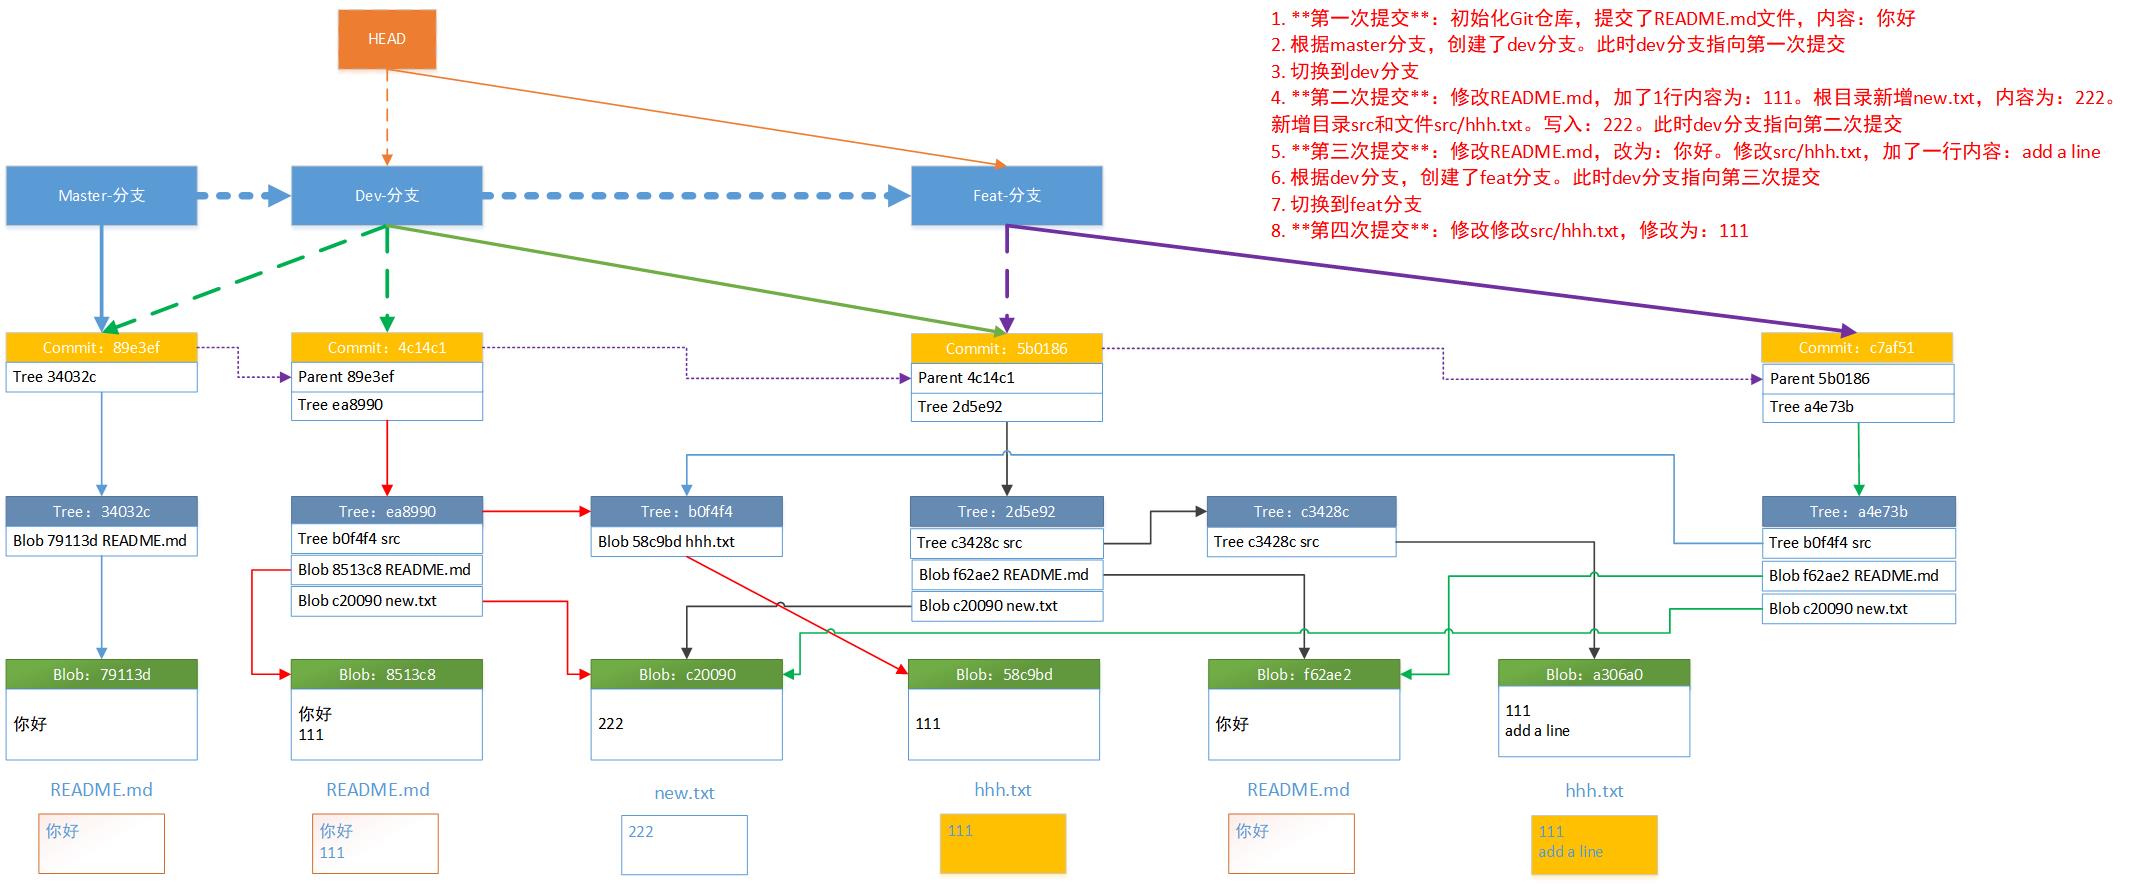 HEAD
1. **第一次提交**：初始化Git仓库，提交了README.md文件，内容：你好
2. 根据master分支，创建了dev分支。此时dev分支指向第一次提交
3. 切换到dev分支
4. **第二次提交**：修改README.md，加了1行内容为：111。根目录新增new.txt，内容为：222。
新增目录src和文件src/hhh.txt。写入：222。此时dev分支指向第二次提交
5. **第三次提交**：修改README.md，改为：你好。修改src/hhh.txt，加了一行内容：add a line
6. 根据dev分支，创建了feat分支。此时dev分支指向第三次提交
7. 切换到feat分支
8. **第四次提交**：修改修改src/hhh.txt，修改为：111
Master-分支
Dev-分支
Feat-分支
Commit：89e3ef
Tree 34032c
Commit：4c14c1
Parent 89e3ef
Tree ea8990
Commit：5b0186
Parent 4c14c1
Tree 2d5e92
Commit：c7af51
Parent 5b0186
Tree a4e73b
Tree：34032c
Blob 79113d README.md
Tree：ea8990
Tree b0f4f4 src
Blob 8513c8 README.md
Blob c20090 new.txt
Tree：b0f4f4
Blob 58c9bd hhh.txt
Tree：2d5e92
Tree c3428c src
Blob f62ae2 README.md
Blob c20090 new.txt
Tree：c3428c
Tree c3428c src
Tree：a4e73b
Tree b0f4f4 src
Blob f62ae2 README.md
Blob c20090 new.txt
Blob：79113d
你好
Blob：8513c8
你好
111
Blob：c20090
222
Blob：58c9bd
111
Blob：f62ae2
你好
Blob：a306a0
111
add a line
README.md
你好
README.md
你好
111
new.txt
222
hhh.txt
111
README.md
你好
hhh.txt
111
add a line